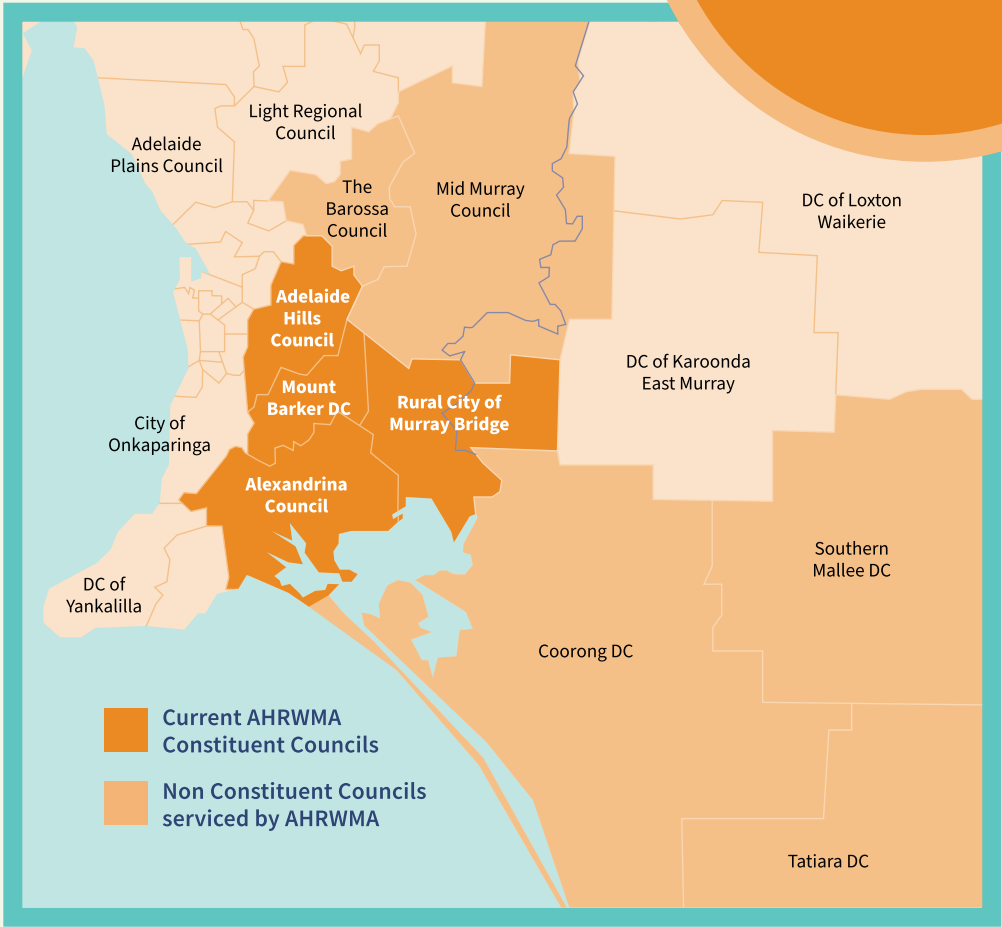 Light Regional
Council
Adelaide
Plains Council
The
Barossa
Council
Mid Murray
Council
DC of Loxton
Waikerie
Adelaide
Hills
Council
DC of Karoonda
East Murray
Mount
Barker DC
Rural City of
Murray Bridge
City of
Onkaparinga
Alexandrina
Council
Southern
Mallee DC
DC of
Yankalilla
Coorong DC
Current AHRWMA
Constituent Councils
Non Constituent Councils
serviced by AHRWMA
Tatiara DC